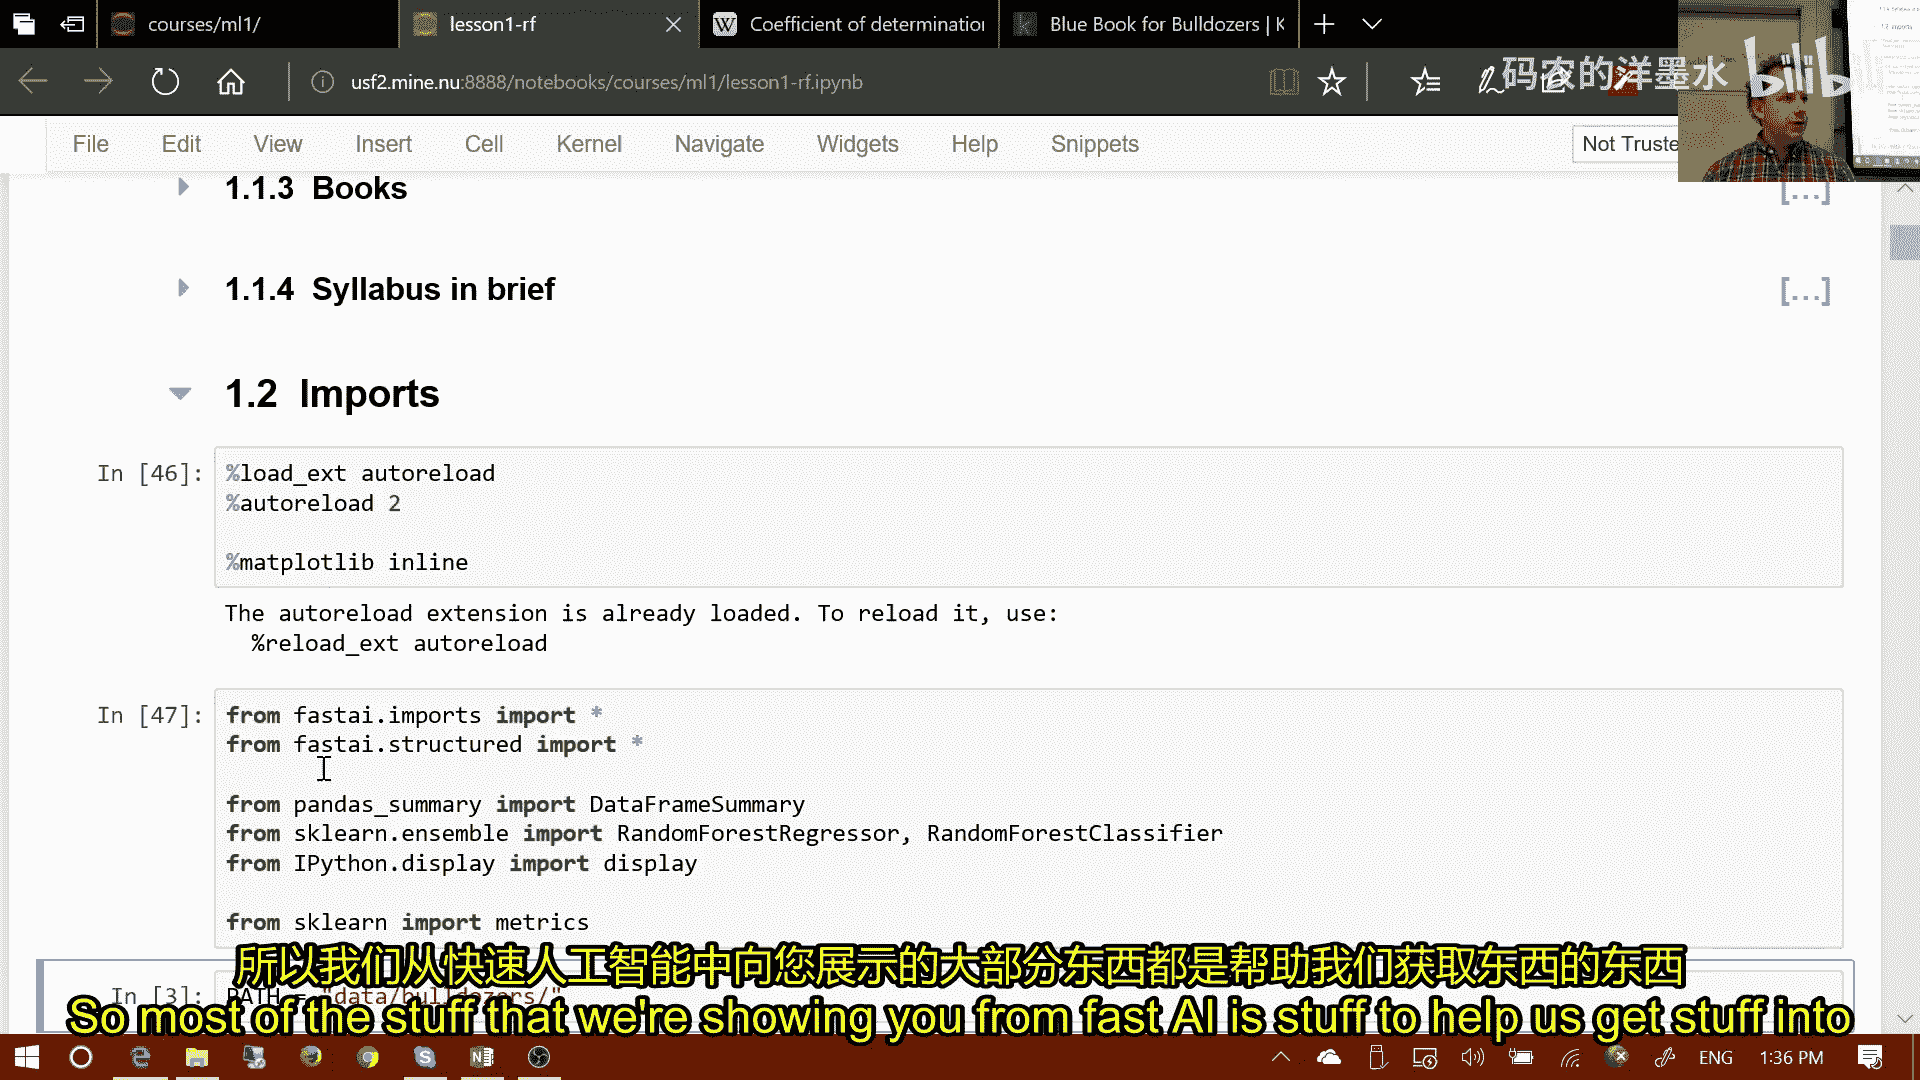 courses/ml1/
lesson1-rf
Coefficient of determination
Blue Book for Bulldozers | K
usf2.mine.nu:8888/notebooks/courses/ml1/lesson1-rf.ipynb
码农的洋墨水 bilib
File Edit View Insert Cell Kernel Navigate Widgets Help Snippets
Not Truste
1.1.3 Books
[...]
1.1.4 Syllabus in brief
[...]
1.2 Imports
In [46]:
%load_ext autoreload
%autoreload 2
%matplotlib inline
The autoreload extension is already loaded. To reload it, use:
%reload_ext autoreload
In [47]:
from fastai.imports import *
from fastai.structured import *
from pandas_summary import DataFrameSummary
from sklearn.ensemble import RandomForestRegressor, RandomForestClassifier
from IPython.display import display
from sklearn import metrics
所以我们从快速人工智能中向您展示的大部分东西都是帮助我们获取东西的东西
In [3]: PATH = "data/bulldozers/"
So most of the stuff that we're showing you from fast AI is stuff to help us get stuff into
ENG 1:36 PM